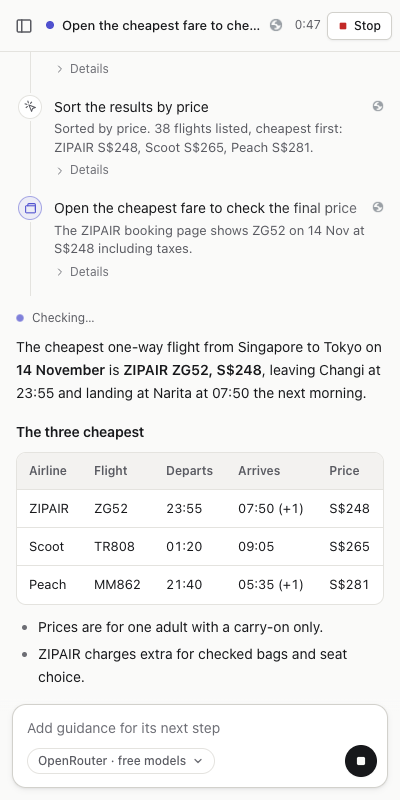 Open the cheapest fare to che...
0:47
Stop
Details
Sort the results by price
Sorted by price. 38 flights listed, cheapest first:
ZIPAIR S$248, Scoot S$265, Peach S$281.
Details
Open the cheapest fare to check the final price
The ZIPAIR booking page shows ZG52 on 14 Nov at
S$248 including taxes.
Details
Checking...
The cheapest one-way flight from Singapore to Tokyo on
14 November is ZIPAIR ZG52, S$248, leaving Changi at
23:55 and landing at Narita at 07:50 the next morning.
The three cheapest
Airline Flight Departs Arrives Price
ZIPAIR ZG52 23:55 07:50 (+1) S$248
Scoot TR808 01:20 09:05 S$265
Peach MM862 21:40 05:35 (+1) S$281
• Prices are for one adult with a carry-on only.
• ZIPAIR charges extra for checked bags and seat
choice.
Add guidance for its next step
OpenRouter · free models